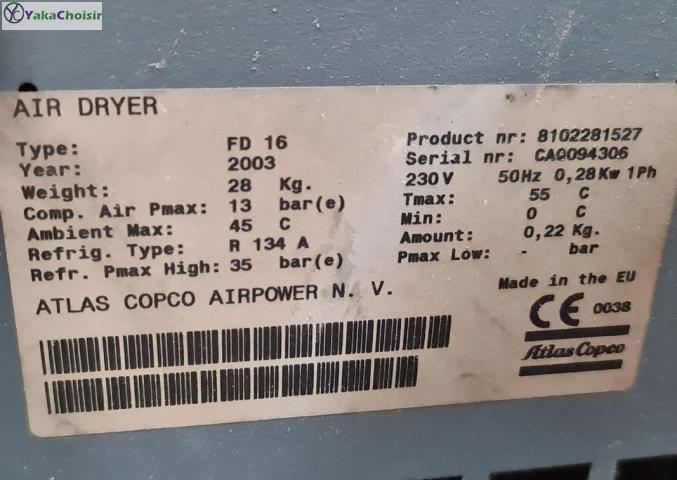 YakaChoisir
AIR DRYER
Type: FD 16
Year: 2003
Weight: 28 Kg.
Comp. Air Pmax: 13 bar(e)
Ambient Max: 45 C
Refrig. Type: R 134 A
Refr. Pmax High: 35 bar(e)
Product nr: 8102281527
Serial nr: CAQ094306
230 V 50Hz 0,28Kw 1Ph
Tmax: 55 C
Min: 0 C
Amount: 0,22 Kg.
Pmax Low: - bar
ATLAS COPCO AIRPOWER N. V.
Made in the EU
CE 0038
Atlas Copco